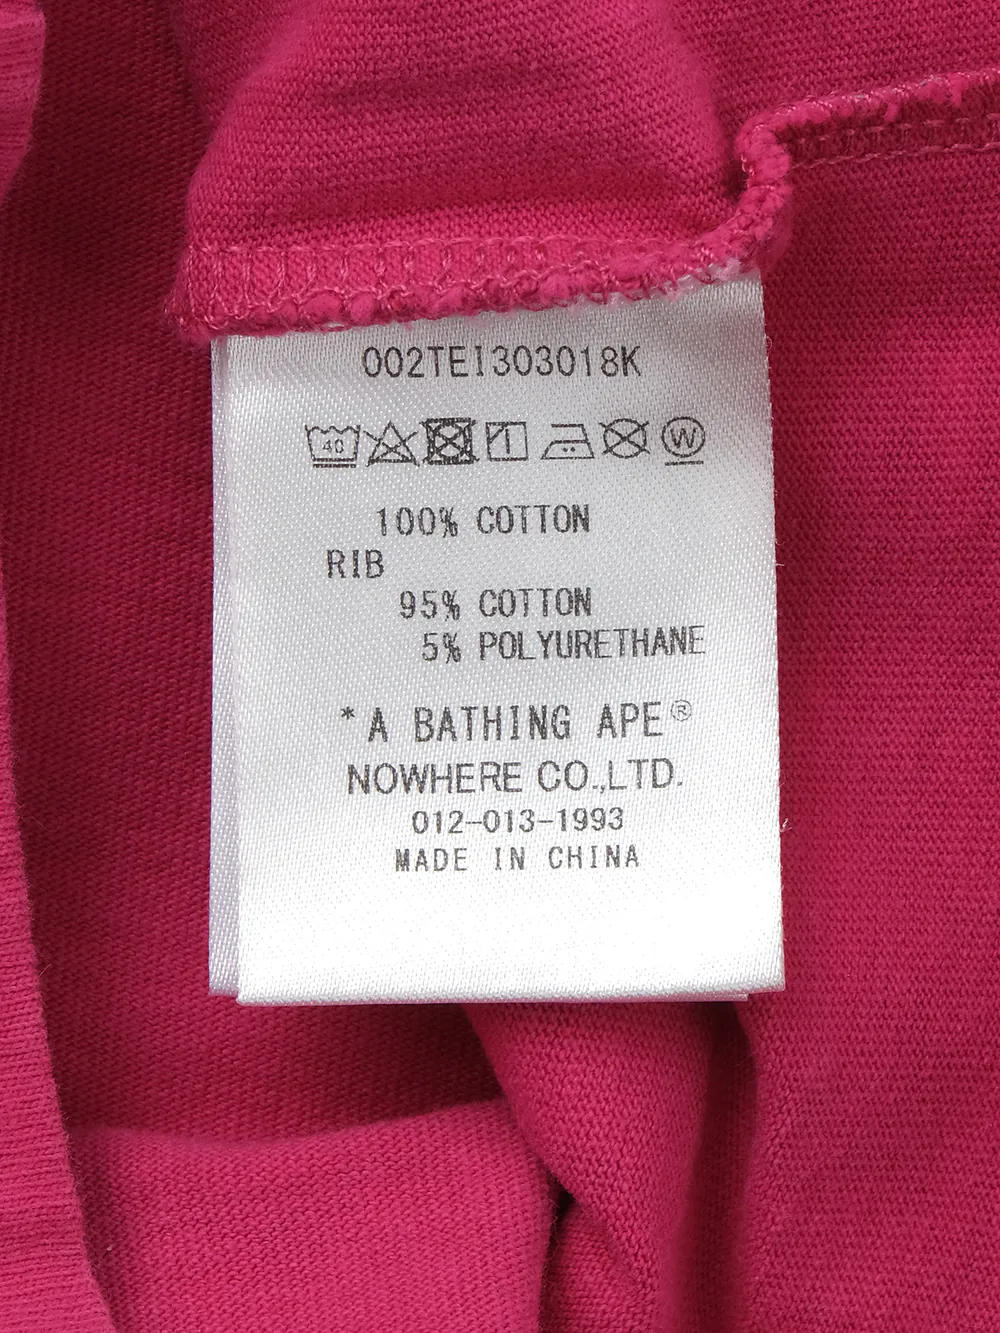 002TEI303018K
40 W
100% COTTON
RIB
95% COTTON
5% POLYURETHANE
*A BATHING APE®
NOWHERE CO.,LTD.
012-013-1993
MADE IN CHINA